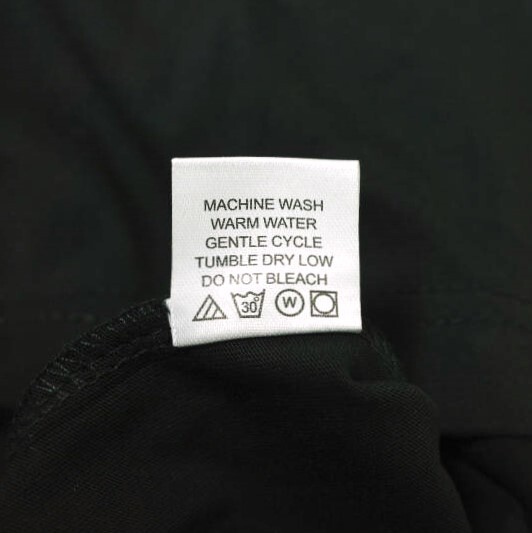 MACHINE WASH
WARM WATER
GENTLE CYCLE
TUMBLE DRY LOW
DO NOT BLEACH
30 W